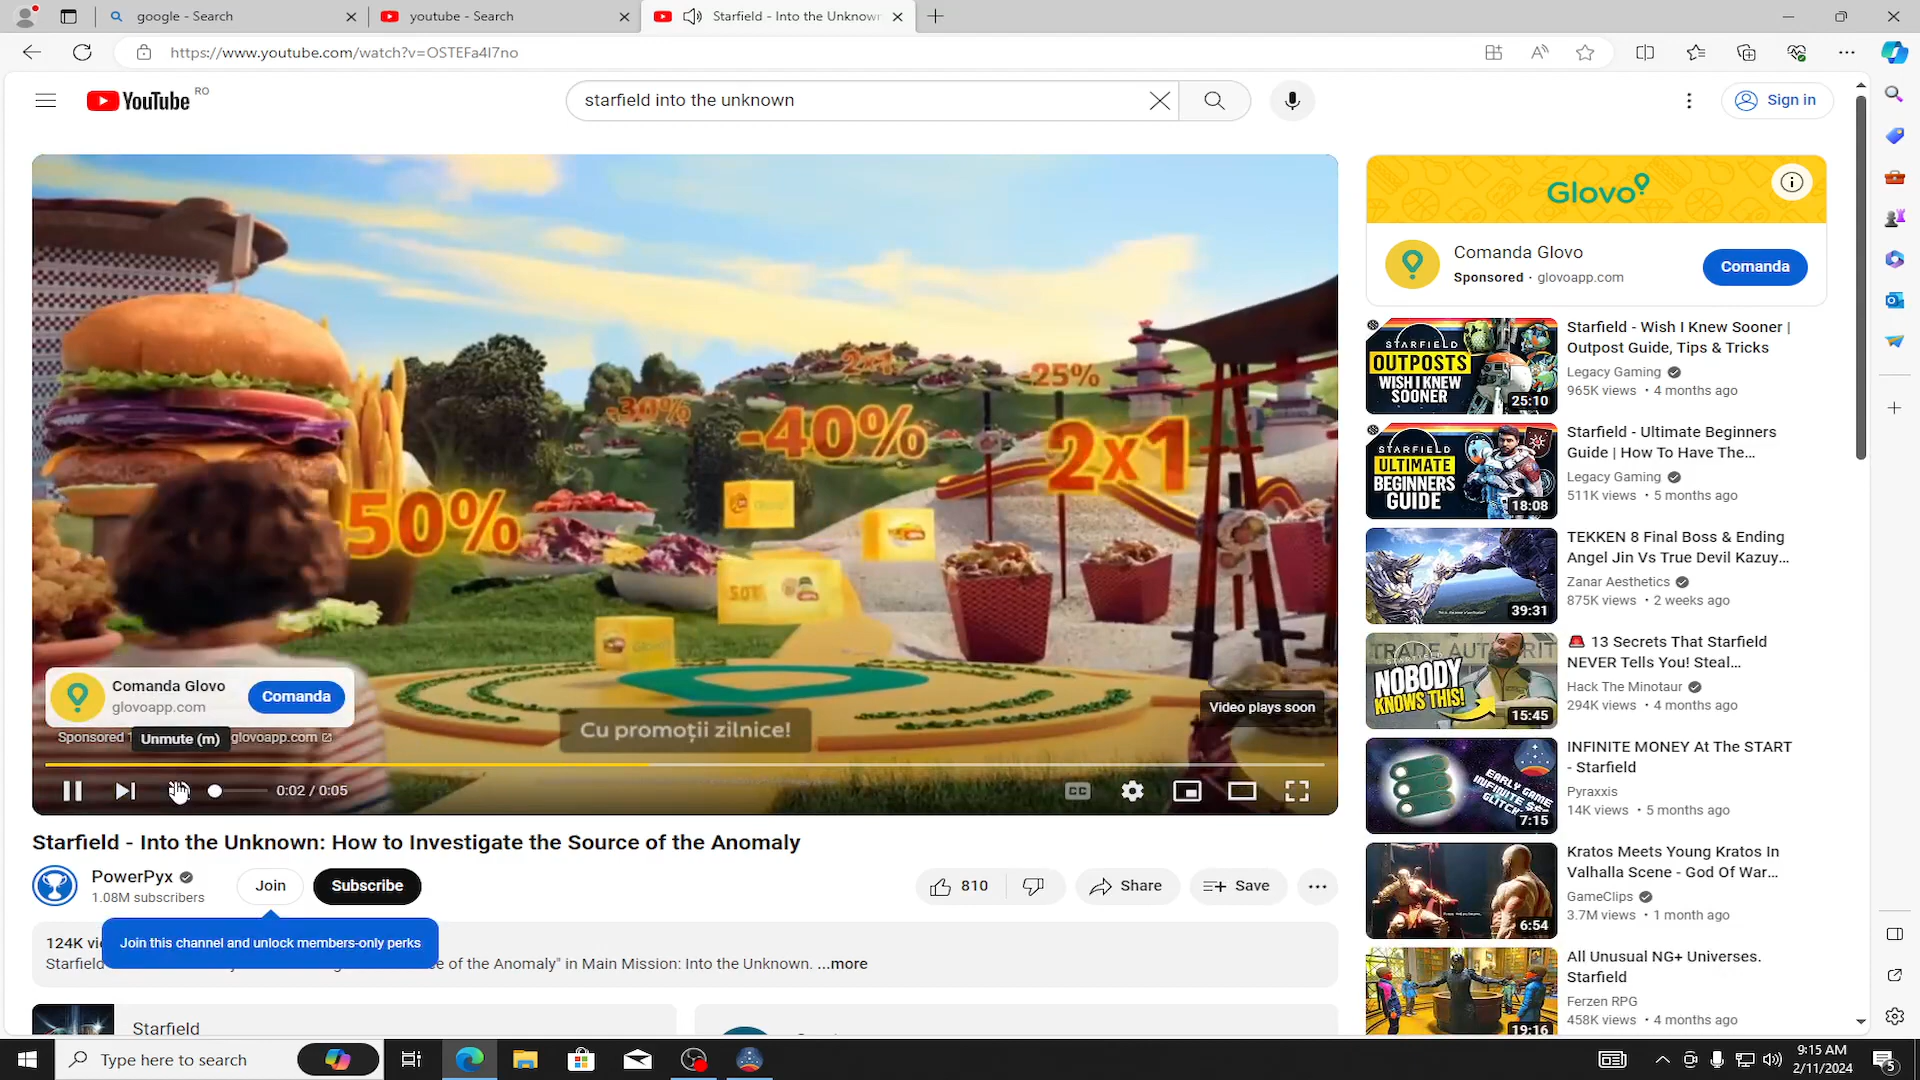 google - Search
youtube - Search
Starfield - Into the Unknown
https://www.youtube.com/watch?v=OSTEFa4I7no
YouTube RO
starfield into the unknown
Sign in
-30%
2x1
-25%
-40%
2x1
-50%
Comanda Glovo
glovoapp.com
Comanda
Sponsored 1
glovoapp.com
Unmute (m)
Cu promoții zilnice!
Video plays soon
0:02 / 0:05
CC
Starfield - Into the Unknown: How to Investigate the Source of the Anomaly
PowerPyx
1.08M subscribers
Join
Subscribe
810
Share
Save
Join this channel and unlock members-only perks
124K vi
Starfield
e of the Anomaly" in Main Mission: Into the Unknown. ...more
Starfield
Glovo
Comanda Glovo
Sponsored · glovoapp.com
Comanda
STARFIELD
OUTPOSTS
WISH I KNEW
SOONER
25:10
Starfield - Wish I Knew Sooner |
Outpost Guide, Tips & Tricks
Legacy Gaming
965K views • 4 months ago
STARFIELD
ULTIMATE
BEGINNERS
GUIDE
18:08
Starfield - Ultimate Beginners
Guide | How To Have The...
Legacy Gaming
511K views • 5 months ago
39:31
TEKKEN 8 Final Boss & Ending
Angel Jin Vs True Devil Kazuy...
Zanar Aesthetics
875K views • 2 weeks ago
TRADE AUTHORITY
NOBODY
KNOWS THIS!
15:45
13 Secrets That Starfield
NEVER Tells You! Steal...
Hack The Minotaur
294K views • 4 months ago
EARLY GAME
INFINITE $$
GLITCH
7:15
INFINITE MONEY At The START
- Starfield
Pyraxxis
14K views • 5 months ago
6:54
Kratos Meets Young Kratos In
Valhalla Scene - God Of War...
GameClips
3.7M views • 1 month ago
19:16
All Unusual NG+ Universes.
Starfield
Ferzen RPG
458K views • 4 months ago
Type here to search
9:15 AM
2/11/2024
5